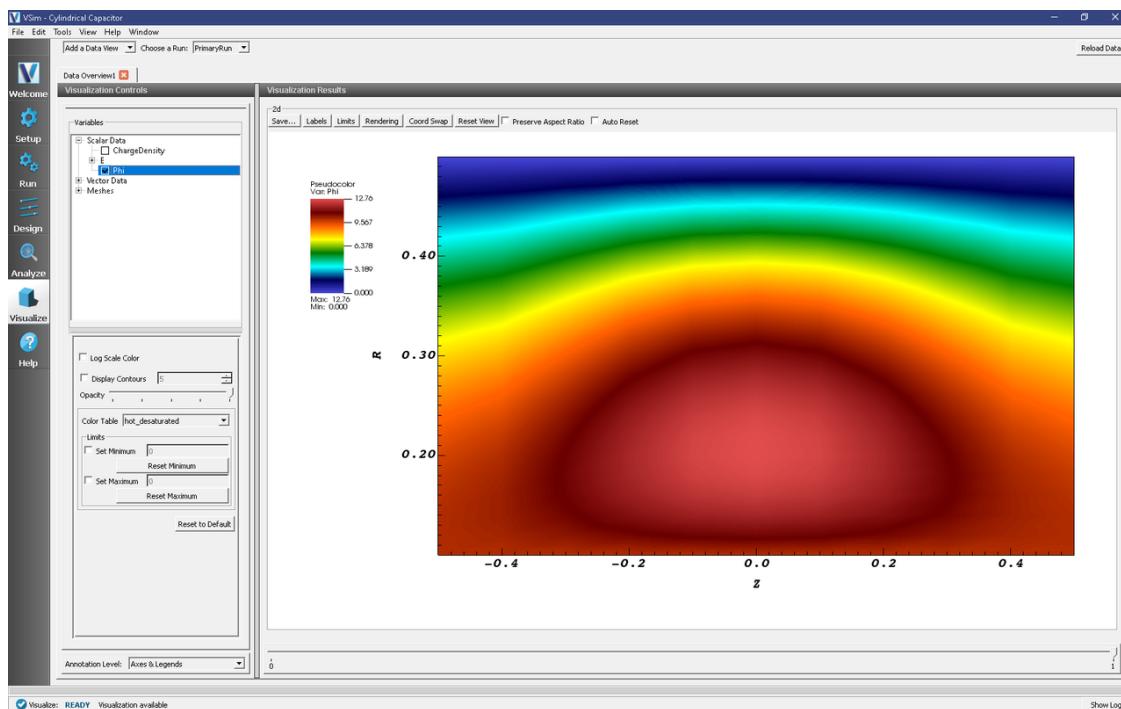 VSim - Cylindrical Capacitor
File Edit Tools View Help Window
Add a Data View Choose a Run: PrimaryRun Reload Data
Data Overview1
Welcome
Setup
Run
Design
Analyze
Visualize
Help
Visualization Controls
Variables
Scalar Data
ChargeDensity
E
Phi
Vector Data
Meshes
Log Scale Color
Display Contours 5
Opacity
Color Table hot_desaturated
Limits
Set Minimum 0
Reset Minimum
Set Maximum 0
Reset Maximum
Reset to Default
Annotation Level: Axes & Legends
Visualization Results
2d
Save... Labels Limits Rendering Coord Swap Reset View Preserve Aspect Ratio Auto Reset
Pseudocolor
Var: Phi
12.76
9.567
6.378
3.189
0.000
Max: 12.76
Min: 0.000
0.40
R 0.30
0.20
-0.4 -0.2 0.0 0.2 0.4
Z
0 1
Visualize: READY Visualization available Show Log